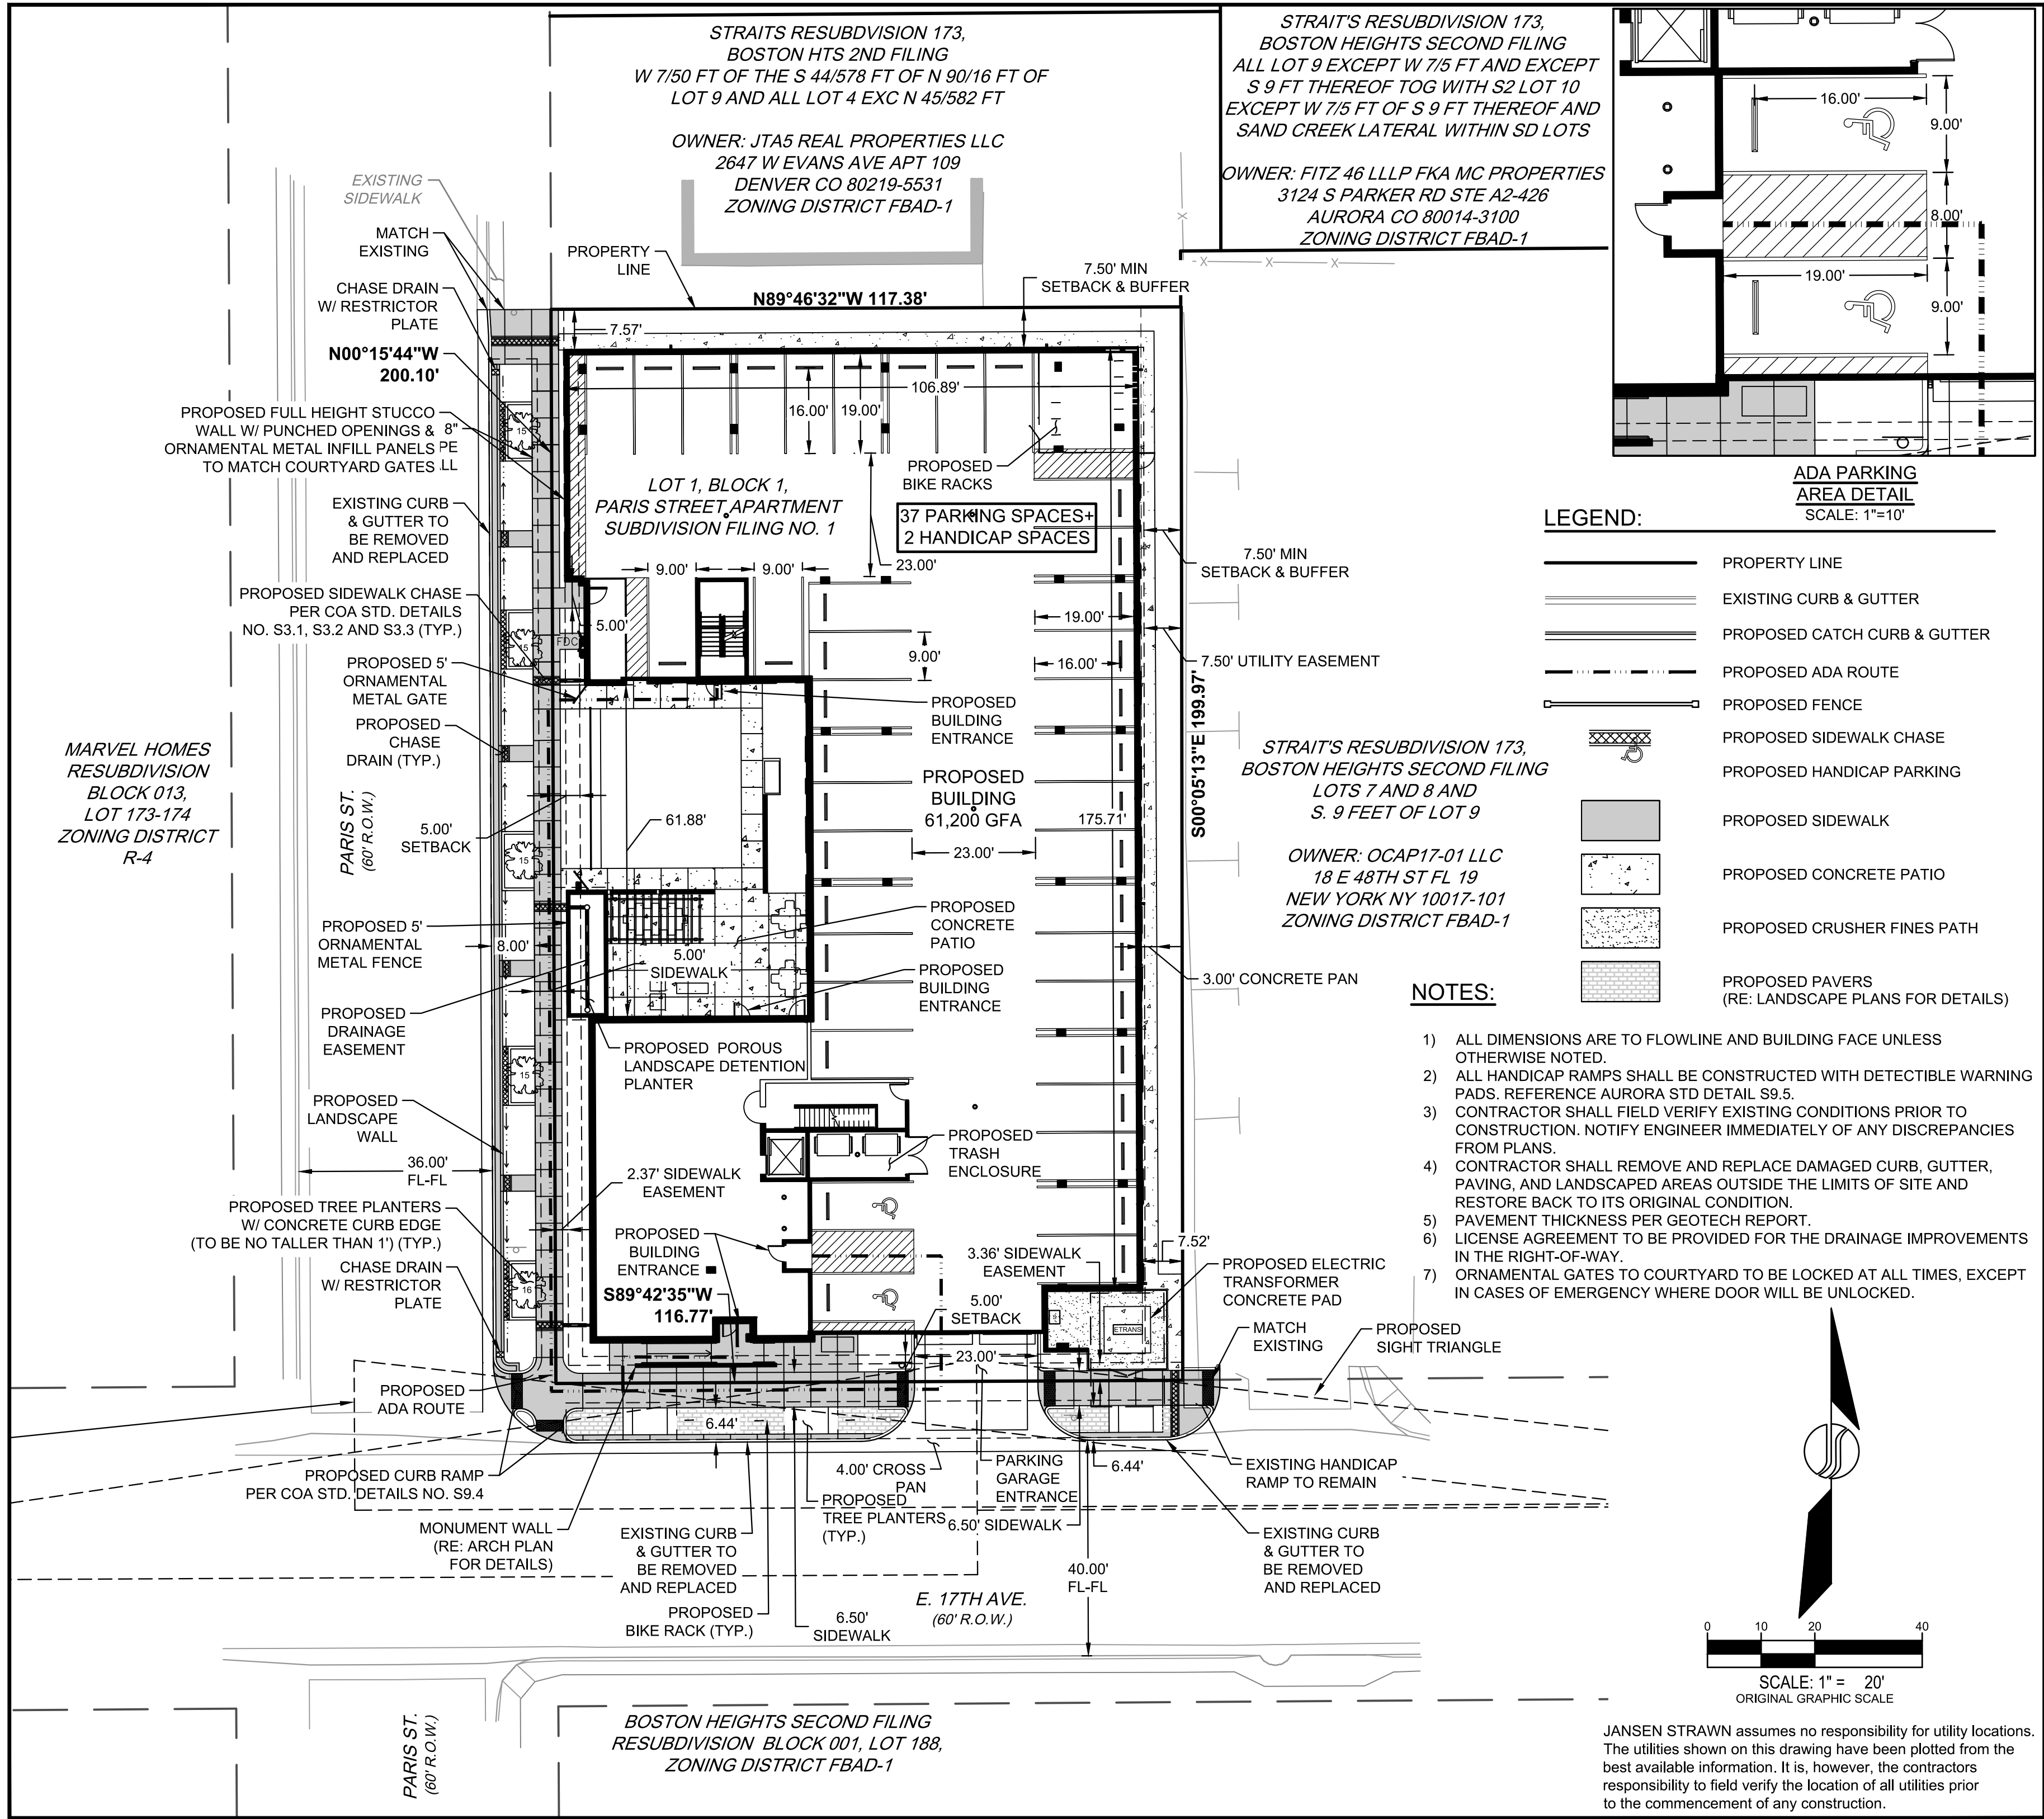 STRAITS RESUBDVISION 173,
BOSTON HTS 2ND FILING
W 7/50 FT OF THE S 44/578 FT OF N 90/16 FT OF
LOT 9 AND ALL LOT 4 EXC N 45/582 FT
OWNER: JTA5 REAL PROPERTIES LLC
2647 W EVANS AVE APT 109
DENVER CO 80219-5531
ZONING DISTRICT FBAD-1
STRAIT'S RESUBDIVISION 173,
BOSTON HEIGHTS SECOND FILING
ALL LOT 9 EXCEPT W 7/5 FT AND EXCEPT
S 9 FT THEREOF TOG WITH S2 LOT 10
EXCEPT W 7/5 FT OF S 9 FT THEREOF AND
SAND CREEK LATERAL WITHIN SD LOTS
OWNER: FITZ 46 LLLP FKA MC PROPERTIES
3124 S PARKER RD STE A2-426
AURORA CO 80014-3100
ZONING DISTRICT FBAD-1
16.00'
9.00'
8.00'
19.00'
9.00'
ADA PARKING
AREA DETAIL
SCALE: 1"=10'
EXISTING
SIDEWALK
MATCH
EXISTING
CHASE DRAIN
W/ RESTRICTOR
PLATE
N00°15'44"W
200.10'
PROPOSED FULL HEIGHT STUCCO
WALL W/ PUNCHED OPENINGS &
ORNAMENTAL METAL INFILL PANELS
TO MATCH COURTYARD GATES
8"
PE
LL
EXISTING CURB
& GUTTER TO
BE REMOVED
AND REPLACED
PROPOSED SIDEWALK CHASE
PER COA STD. DETAILS
NO. S3.1, S3.2 AND S3.3 (TYP.)
PROPOSED 5'
ORNAMENTAL
METAL GATE
PROPOSED
CHASE
DRAIN (TYP.)
MARVEL HOMES
RESUBDIVISION
BLOCK 013,
LOT 173-174
ZONING DISTRICT
R-4
PARIS ST.
(60' R.O.W.)
5.00'
SETBACK
PROPOSED 5'
ORNAMENTAL
METAL FENCE
8.00'
PROPOSED
DRAINAGE
EASEMENT
PROPOSED
LANDSCAPE
WALL
36.00'
FL-FL
PROPOSED TREE PLANTERS
W/ CONCRETE CURB EDGE
(TO BE NO TALLER THAN 1') (TYP.)
CHASE DRAIN
W/ RESTRICTOR
PLATE
PROPOSED
ADA ROUTE
PROPOSED CURB RAMP
PER COA STD. DETAILS NO. S9.4
MONUMENT WALL
(RE: ARCH PLAN
FOR DETAILS)
PROPERTY
LINE
N89°46'32"W 117.38'
7.50' MIN
SETBACK & BUFFER
X
X X X
7.57'
106.89'
16.00'
19.00'
PROPOSED
BIKE RACKS
LOT 1, BLOCK 1,
PARIS STREET APARTMENT
SUBDIVISION FILING NO. 1
37 PARKING SPACES+
2 HANDICAP SPACES
23.00'
9.00'
9.00'
5.00'
FDC
15
15
15
15
16
7.50' MIN
SETBACK & BUFFER
19.00'
9.00'
16.00'
7.50' UTILITY EASEMENT
S00°05'13"E 199.97'
PROPOSED
BUILDING
ENTRANCE
PROPOSED
BUILDING
61,200 GFA
175.71'
61.88'
23.00'
STRAIT'S RESUBDIVISION 173,
BOSTON HEIGHTS SECOND FILING
LOTS 7 AND 8 AND
S. 9 FEET OF LOT 9
OWNER: OCAP17-01 LLC
18 E 48TH ST FL 19
NEW YORK NY 10017-101
ZONING DISTRICT FBAD-1
PROPOSED
CONCRETE
PATIO
5.00'
SIDEWALK
PROPOSED
BUILDING
ENTRANCE
3.00' CONCRETE PAN
PROPOSED POROUS
LANDSCAPE DETENTION
PLANTER
PROPOSED
TRASH
ENCLOSURE
2.37' SIDEWALK
EASEMENT
PROPOSED
BUILDING
ENTRANCE
S89°42'35"W
116.77'
3.36' SIDEWALK
EASEMENT
5.00'
SETBACK
7.52'
PROPOSED ELECTRIC
TRANSFORMER
CONCRETE PAD
ETRANS
MATCH
EXISTING
PROPOSED
SIGHT TRIANGLE
23.00'
6.44'
4.00' CROSS
PAN
PROPOSED
TREE PLANTERS
(TYP.)
PARKING
GARAGE
ENTRANCE
6.44'
EXISTING HANDICAP
RAMP TO REMAIN
6.50' SIDEWALK
EXISTING CURB
& GUTTER TO
BE REMOVED
AND REPLACED
EXISTING CURB
& GUTTER TO
BE REMOVED
AND REPLACED
PROPOSED
BIKE RACK (TYP.)
6.50'
SIDEWALK
E. 17TH AVE.
(60' R.O.W.)
40.00'
FL-FL
PARIS ST.
(60' R.O.W.)
BOSTON HEIGHTS SECOND FILING
RESUBDIVISION BLOCK 001, LOT 188,
ZONING DISTRICT FBAD-1
LEGEND:
PROPERTY LINE
EXISTING CURB & GUTTER
PROPOSED CATCH CURB & GUTTER
PROPOSED ADA ROUTE
PROPOSED FENCE
PROPOSED SIDEWALK CHASE
PROPOSED HANDICAP PARKING
PROPOSED SIDEWALK
PROPOSED CONCRETE PATIO
PROPOSED CRUSHER FINES PATH
PROPOSED PAVERS
(RE: LANDSCAPE PLANS FOR DETAILS)
NOTES:
1) ALL DIMENSIONS ARE TO FLOWLINE AND BUILDING FACE UNLESS
OTHERWISE NOTED.
2) ALL HANDICAP RAMPS SHALL BE CONSTRUCTED WITH DETECTIBLE WARNING
PADS. REFERENCE AURORA STD DETAIL S9.5.
3) CONTRACTOR SHALL FIELD VERIFY EXISTING CONDITIONS PRIOR TO
CONSTRUCTION. NOTIFY ENGINEER IMMEDIATELY OF ANY DISCREPANCIES
FROM PLANS.
4) CONTRACTOR SHALL REMOVE AND REPLACE DAMAGED CURB, GUTTER,
PAVING, AND LANDSCAPED AREAS OUTSIDE THE LIMITS OF SITE AND
RESTORE BACK TO ITS ORIGINAL CONDITION.
5) PAVEMENT THICKNESS PER GEOTECH REPORT.
6) LICENSE AGREEMENT TO BE PROVIDED FOR THE DRAINAGE IMPROVEMENTS
IN THE RIGHT-OF-WAY.
7) ORNAMENTAL GATES TO COURTYARD TO BE LOCKED AT ALL TIMES, EXCEPT
IN CASES OF EMERGENCY WHERE DOOR WILL BE UNLOCKED.
0 10 20 40
SCALE: 1" = 20'
ORIGINAL GRAPHIC SCALE
JANSEN STRAWN assumes no responsibility for utility locations.
The utilities shown on this drawing have been plotted from the
best available information. It is, however, the contractors
responsibility to field verify the location of all utilities prior
to the commencement of any construction.